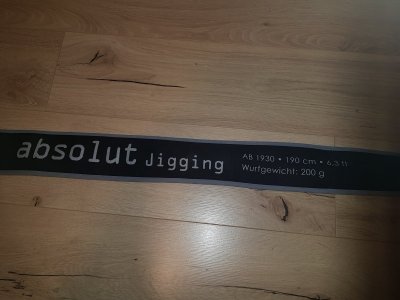 absolut Jigging
AB 1930 • 190 cm • 6.3 ft
Wurfgewicht: 200 g